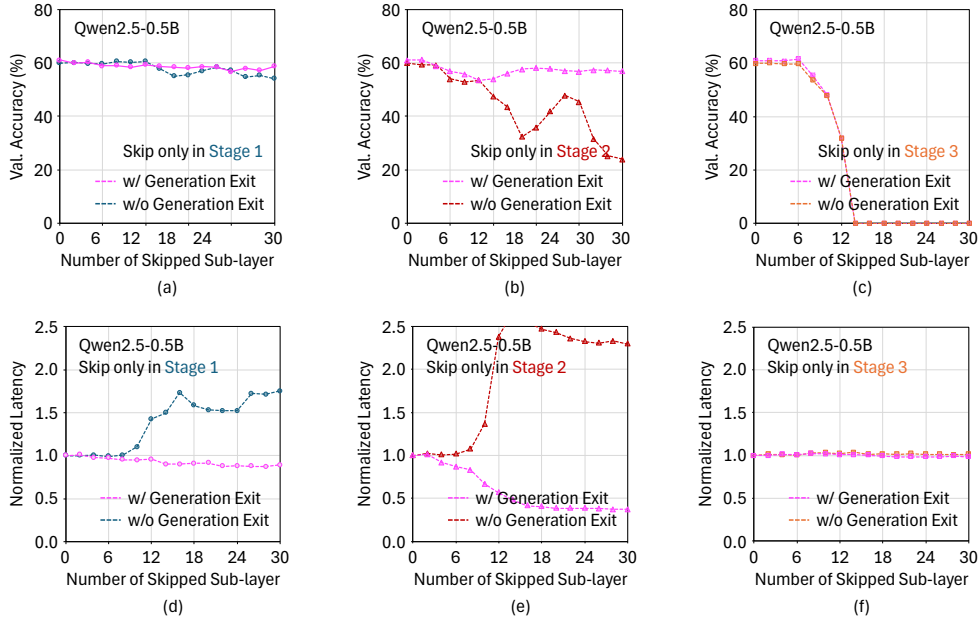 80
60
40
20
0
Val. Accuracy (%)
Qwen2.5-0.5B
Skip only in Stage 1
w/ Generation Exit
w/o Generation Exit
0 6 12 18 24 30
Number of Skipped Sub-layer
(a)
80
60
40
20
0
Val. Accuracy (%)
Qwen2.5-0.5B
Skip only in Stage 2
w/ Generation Exit
w/o Generation Exit
0 6 12 18 24 30
Number of Skipped Sub-layer
(b)
80
60
40
20
0
Val. Accuracy (%)
Qwen2.5-0.5B
Skip only in Stage 3
w/ Generation Exit
w/o Generation Exit
0 6 12 18 24 30
Number of Skipped Sub-layer
(c)
2.5
2.0
1.5
1.0
0.5
0.0
Normalized Latency
Qwen2.5-0.5B
Skip only in Stage 1
w/ Generation Exit
w/o Generation Exit
0 6 12 18 24 30
Number of Skipped Sub-layer
(d)
2.5
2.0
1.5
1.0
0.5
0.0
Normalized Latency
Qwen2.5-0.5B
Skip only in Stage 2
w/ Generation Exit
w/o Generation Exit
0 6 12 18 24 30
Number of Skipped Sub-layer
(e)
2.5
2.0
1.5
1.0
0.5
0.0
Normalized Latency
Qwen2.5-0.5B
Skip only in Stage 3
w/ Generation Exit
w/o Generation Exit
0 6 12 18 24 30
Number of Skipped Sub-layer
(f)